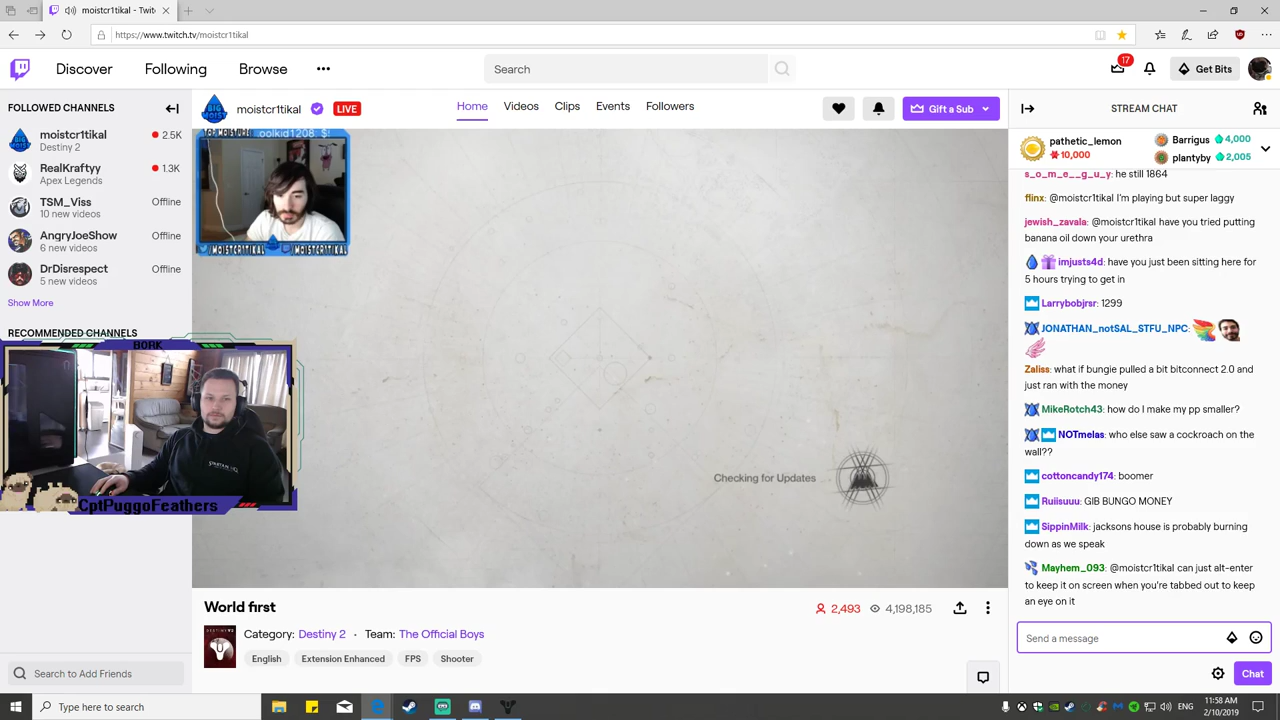 moistcr1tikal - Twit
https://www.twitch.tv/moistcr1tikal
Discover
Following
Browse
Search
17
Get Bits
FOLLOWED CHANNELS
moistcr1tikal
2.5K
Destiny 2
RealKraftyy
1.3K
Apex Legends
TSM_Viss
Offline
10 new videos
AngryJoeShow
Offline
6 new videos
DrDisrespect
Offline
5 new videos
Show More
RECOMMENDED CHANNELS
BORK
SPARTAN
CptPuggoFeathers
Search to Add Friends
BIG MOIST
moistcr1tikal
LIVE
Home
Videos
Clips
Events
Followers
Gift a Sub
oolkid1208 $!
/MOISTCR1TIKAL
/MOISTCR1TIKAL
Checking for Updates
World first
2,493
4,198,185
DESTINY 2
Category: Destiny 2 · Team: The Official Boys
English
Extension Enhanced
FPS
Shooter
STREAM CHAT
pathetic_lemon
10,000
Barrigus 4,000
plantyby 2,005
s_o_m_e__g_u_y: he still 1864
flinx: @moistcr1tikal I'm playing but super laggy
jewish_zavala: @moistcr1tikal have you tried putting
banana oil down your urethra
imjusts4d: have you just been sitting here for
5 hours trying to get in
Larrybobjrsr: 1299
JONATHAN_notSAL_STFU_NPC:
Zaliss: what if bungie pulled a bit bitconnect 2.0 and
just ran with the money
MikeRotch43: how do I make my pp smaller?
NOTmelas: who else saw a cockroach on the
wall??
cottoncandy174: boomer
Ruiisuuu: GIB BUNGO MONEY
SippinMilk: jacksons house is probably burning
down as we speak
Mayhem_093: @moistcr1tikal can just alt-enter
to keep it on screen when you're tabbed out to keep
an eye on it
Send a message
Chat
Type here to search
ENG
11:58 AM
2/10/2019